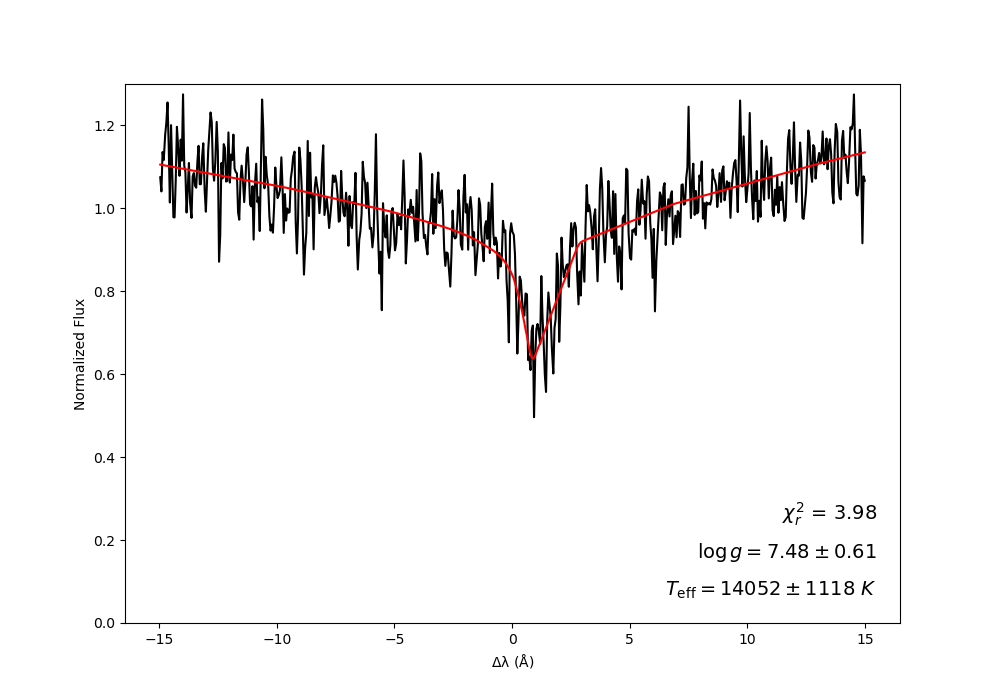 1.2
1.0
0.8
0.6
0.4
0.2
0.0
Normalized Flux
χ²ᵣ = 3.98
log g = 7.48 ± 0.61
T_eff = 14052 ± 1118 K
−15 −10 −5 0 5 10 15
Δλ (Å)